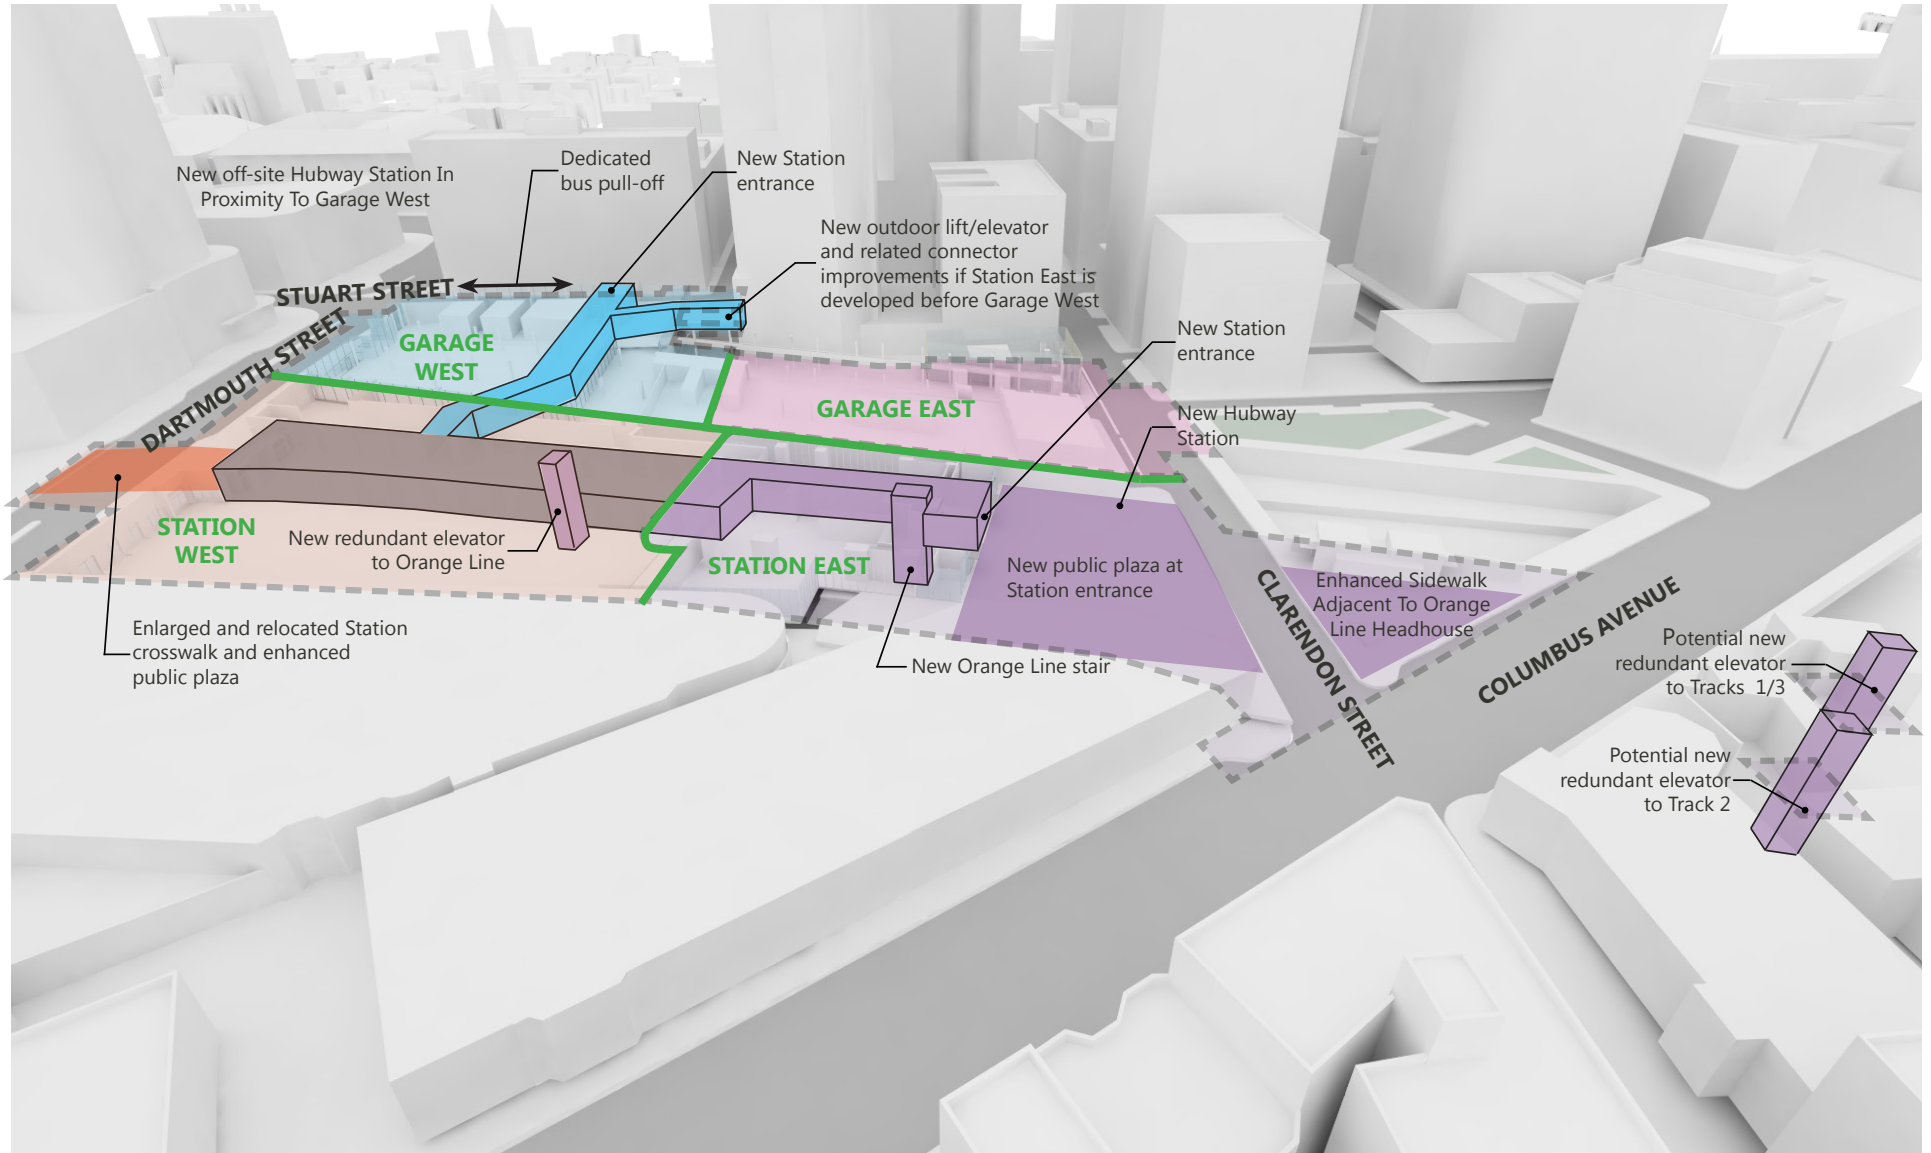 New off-site Hubway Station In
Proximity To Garage West
Dedicated
bus pull-off
New Station
entrance
New outdoor lift/elevator
and related connector
improvements if Station East is
developed before Garage West
STUART STREET
DARTMOUTH STREET
GARAGE
WEST
GARAGE EAST
New Station
entrance
New Hubway
Station
STATION
WEST
New redundant elevator
to Orange Line
STATION EAST
New public plaza at
Station entrance
Enhanced Sidewalk
Adjacent To Orange
Line Headhouse
CLARENDON STREET
COLUMBUS AVENUE
Enlarged and relocated Station
crosswalk and enhanced
public plaza
New Orange Line stair
Potential new
redundant elevator
to Tracks 1/3
Potential new
redundant elevator
to Track 2